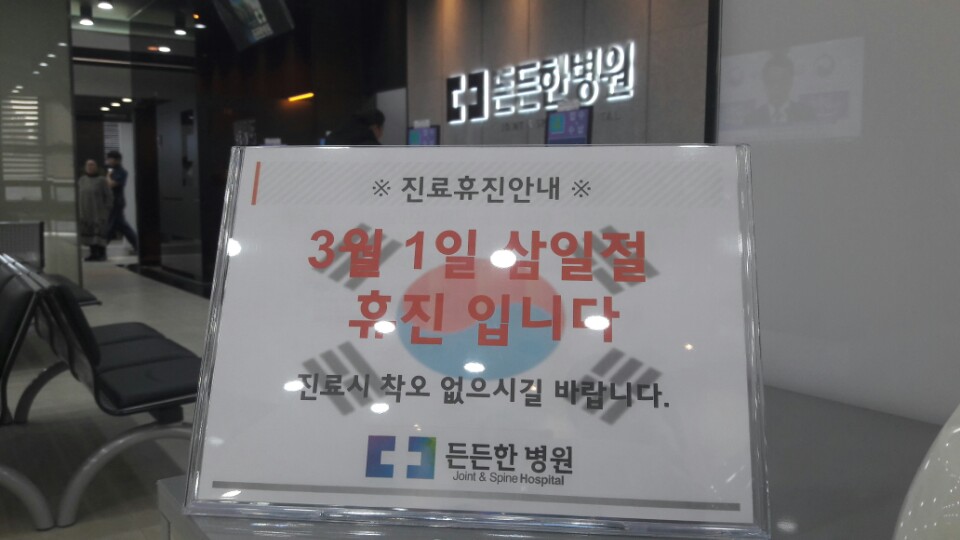 든든한병원
※ 진료휴진안내 ※
3월 1일 삼일절
휴진 입니다
진료시 착오 없으시길 바랍니다.
든든한 병원
Joint & Spine Hospital